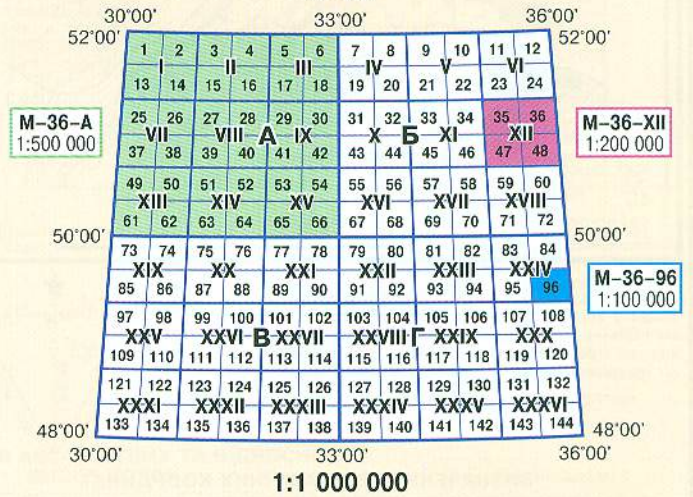 30°00' 33°00' 36°00'
52°00' 52°00'
1 2 3 4 5 6 7 8 9 10 11 12
I II III IV V VI
13 14 15 16 17 18 19 20 21 22 23 24
25 26 27 28 29 30 31 32 33 34 35 36
М–36–А VII VIII А IX X Б XI XII М–36–XII
1:500 000 1:200 000
37 38 39 40 41 42 43 44 45 46 47 48
49 50 51 52 53 54 55 56 57 58 59 60
XIII XIV XV XVI XVII XVIII
61 62 63 64 65 66 67 68 69 70 71 72
50°00' 50°00'
73 74 75 76 77 78 79 80 81 82 83 84
XIX XX XXI XXII XXIII XXIV
М–36–96
85 86 87 88 89 90 91 92 93 94 95 96
1:100 000
97 98 99 100 101 102 103 104 105 106 107 108
XXV XXVI В XXVII XXVIII Г XXIX XXX
109 110 111 112 113 114 115 116 117 118 119 120
121 122 123 124 125 126 127 128 129 130 131 132
XXXI XXXII XXXIII XXXIV XXXV XXXVI
133 134 135 136 137 138 139 140 141 142 143 144
48°00' 48°00'
30°00' 33°00' 36°00'
1:1 000 000